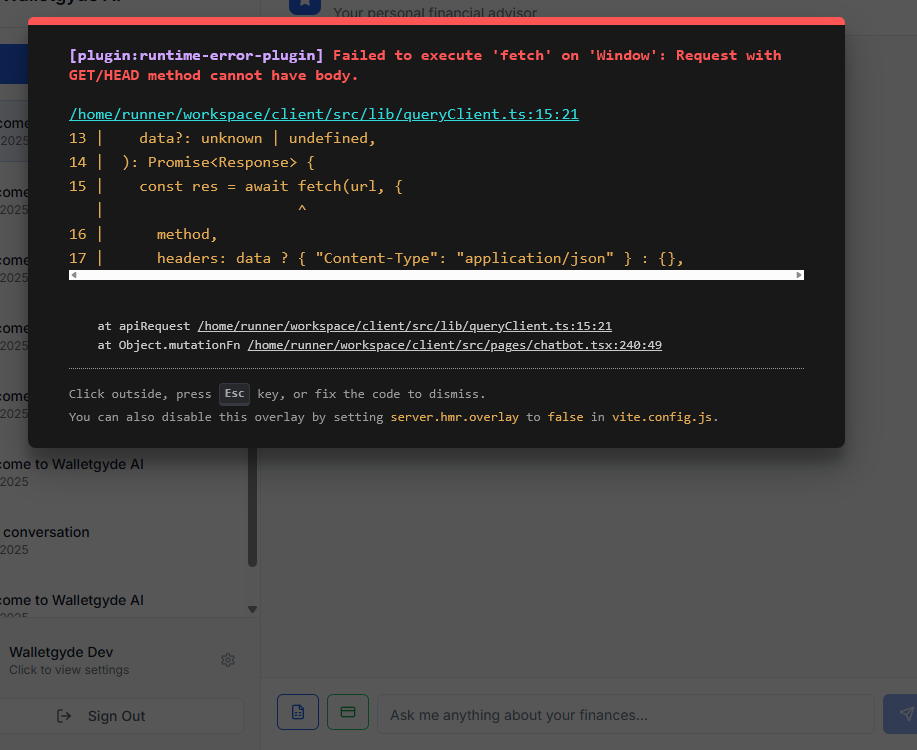 Your personal financial advisor
[plugin:runtime-error-plugin] Failed to execute 'fetch' on 'Window': Request with
GET/HEAD method cannot have body.
/home/runner/workspace/client/src/lib/queryClient.ts:15:21
13 |    data?: unknown | undefined,
14 |  ): Promise<Response> {
15 |    const res = await fetch(url, {
   |                      ^
16 |      method,
17 |      headers: data ? { "Content-Type": "application/json" } : {},
at apiRequest /home/runner/workspace/client/src/lib/queryClient.ts:15:21
at Object.mutationFn /home/runner/workspace/client/src/pages/chatbot.tsx:240:49
Click outside, press Esc key, or fix the code to dismiss.
You can also disable this overlay by setting server.hmr.overlay to false in vite.config.js.
come
2025
come
2025
come
2025
come
2025
come
2025
come to Walletgyde AI
2025
conversation
2025
come to Walletgyde AI
2025
Walletgyde Dev
Click to view settings
Sign Out
Ask me anything about your finances...